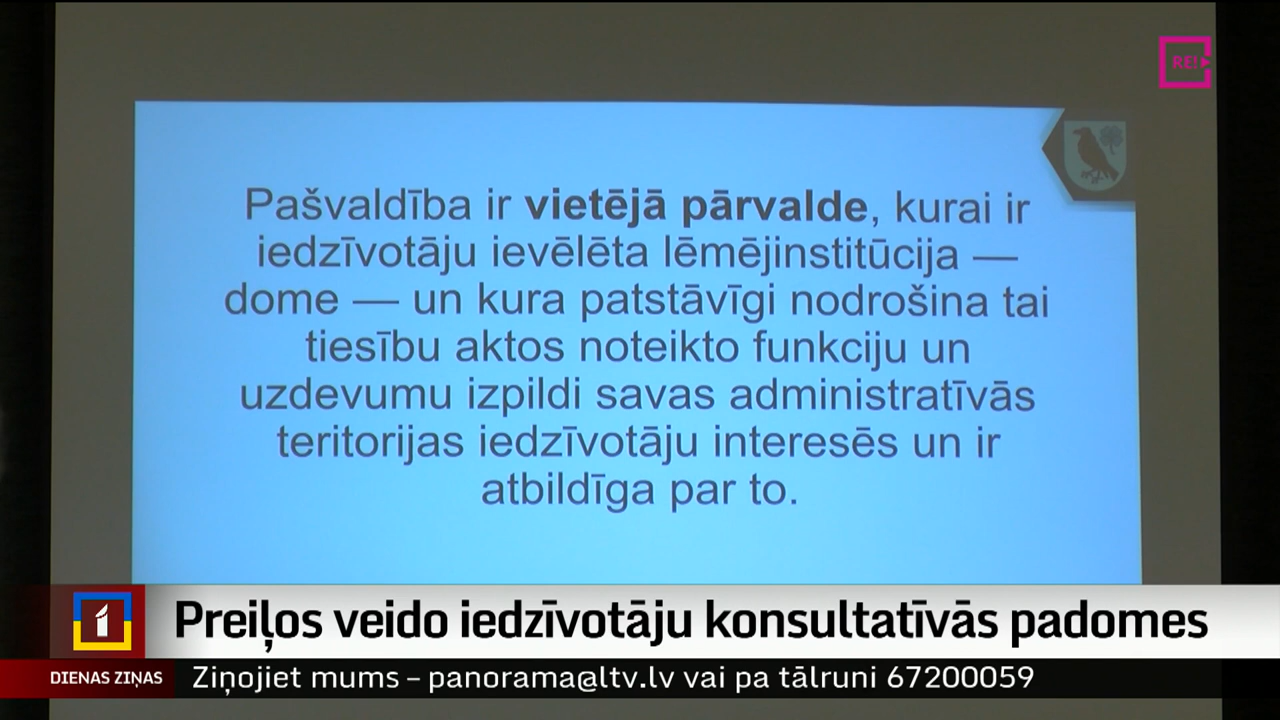 RE!
Pašvaldība ir vietējā pārvalde, kurai ir
iedzīvotāju ievēlēta lēmējinstitūcija —
dome — un kura patstāvīgi nodrošina tai
tiesību aktos noteikto funkciju un
uzdevumu izpildi savas administratīvās
teritorijas iedzīvotāju interesēs un ir
atbildīga par to.
1 Preiļos veido iedzīvotāju konsultatīvās padomes
DIENAS ZIŅAS Ziņojiet mums – panorama@ltv.lv vai pa tālruni 67200059